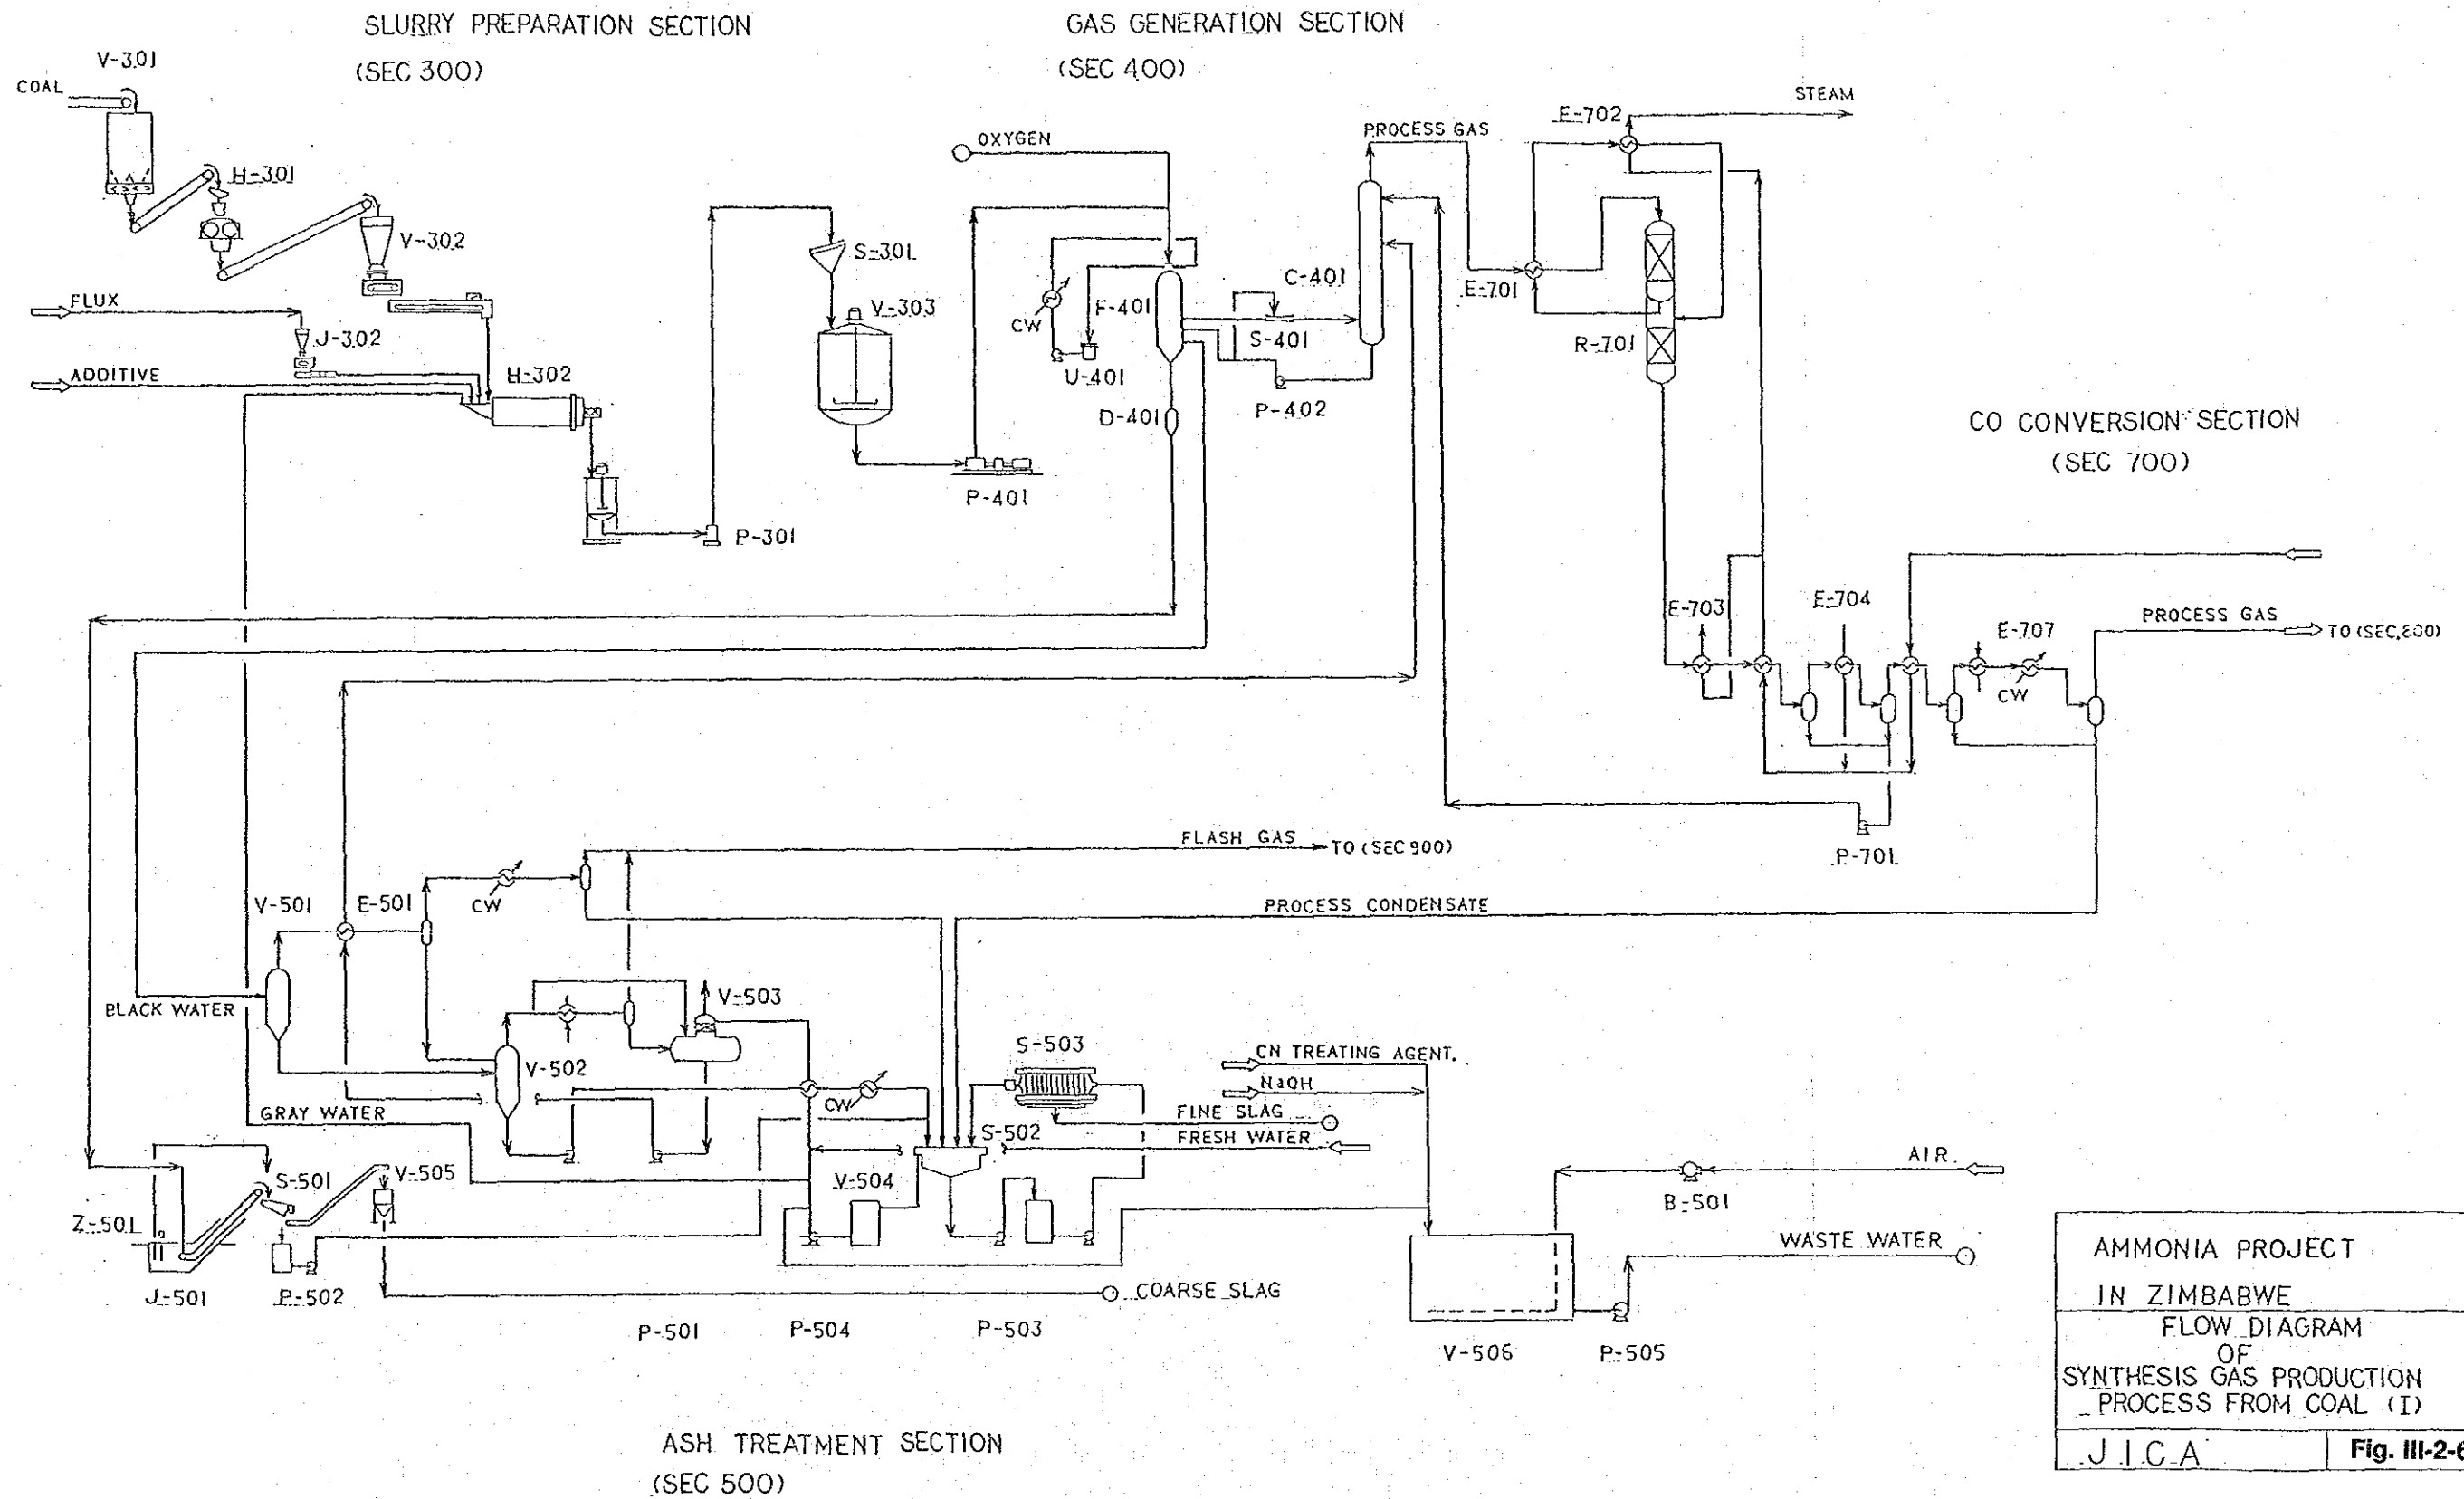 SLURRY PREPARATION SECTION
(SEC 300)
GAS GENERATION SECTION
(SEC 400)
V-301
COAL
H-301
V-302
FLUX
J-302
ADDITIVE
H-302
P-301
S-301
V-303
P-401
OXYGEN
CW
U-401
F-401
D-401
C-401
S-401
P-402
PROCESS GAS
E-701
E-702
STEAM
R-701
CO CONVERSION SECTION
(SEC 700)
E-703
E-704
E-707
CW
PROCESS GAS
TO (SEC.800)
P-701
FLASH GAS
TO (SEC 900)
PROCESS CONDENSATE
V-501
E-501
CW
BLACK WATER
V-502
V-503
GRAY WATER
CW
S-503
CN TREATING AGENT.
NaOH
FINE SLAG
S-502
FRESH WATER
V-504
S-501
V-505
Z-501
J-501
P-502
COARSE SLAG
P-501
P-504
P-503
AIR
B-501
WASTE WATER
V-506
P-505
ASH TREATMENT SECTION
(SEC 500)
AMMONIA PROJECT
IN ZIMBABWE
FLOW DIAGRAM
OF
SYNTHESIS GAS PRODUCTION
PROCESS FROM COAL (I)
J.I.C.A
Fig. III-2-6